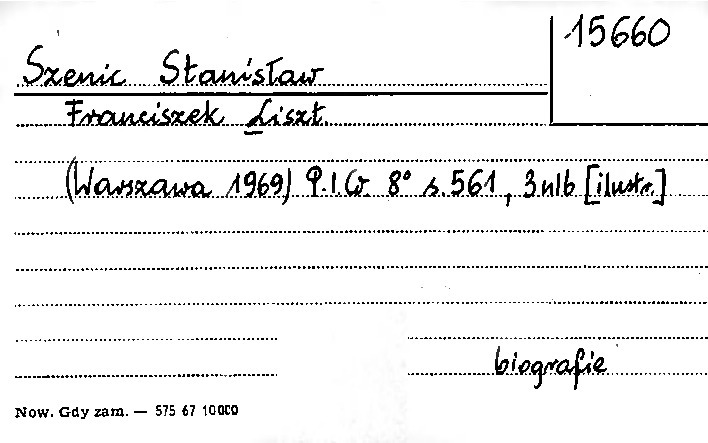 15660
Szenic Stanisław
Franciszek Liszt.
(Warszawa 1969) P.I.W. 8° s. 561, 3 nlb [ilustr.]
biografie
Now. Gdy zam. — 575 67 10000